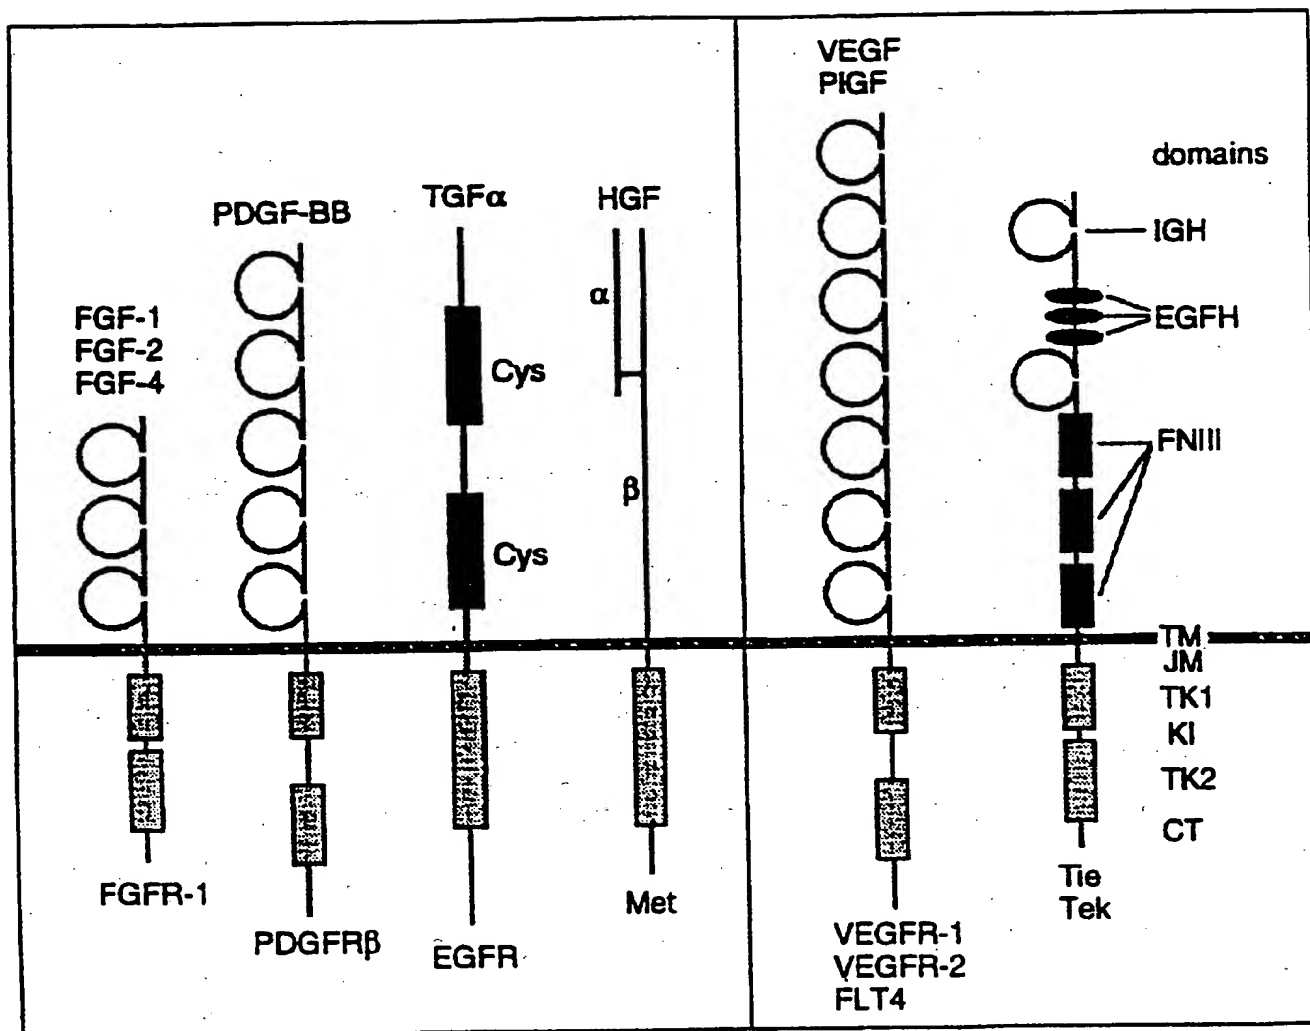 FGF-1
FGF-2
FGF-4
FGFR-1
PDGF-BB
PDGFRβ
TGFα
Cys
Cys
EGFR
HGF
α
β
Met
VEGF
PlGF
VEGFR-1
VEGFR-2
FLT4
domains
IGH
EGFH
FNIII
TM
JM
TK1
KI
TK2
CT
Tie
Tek